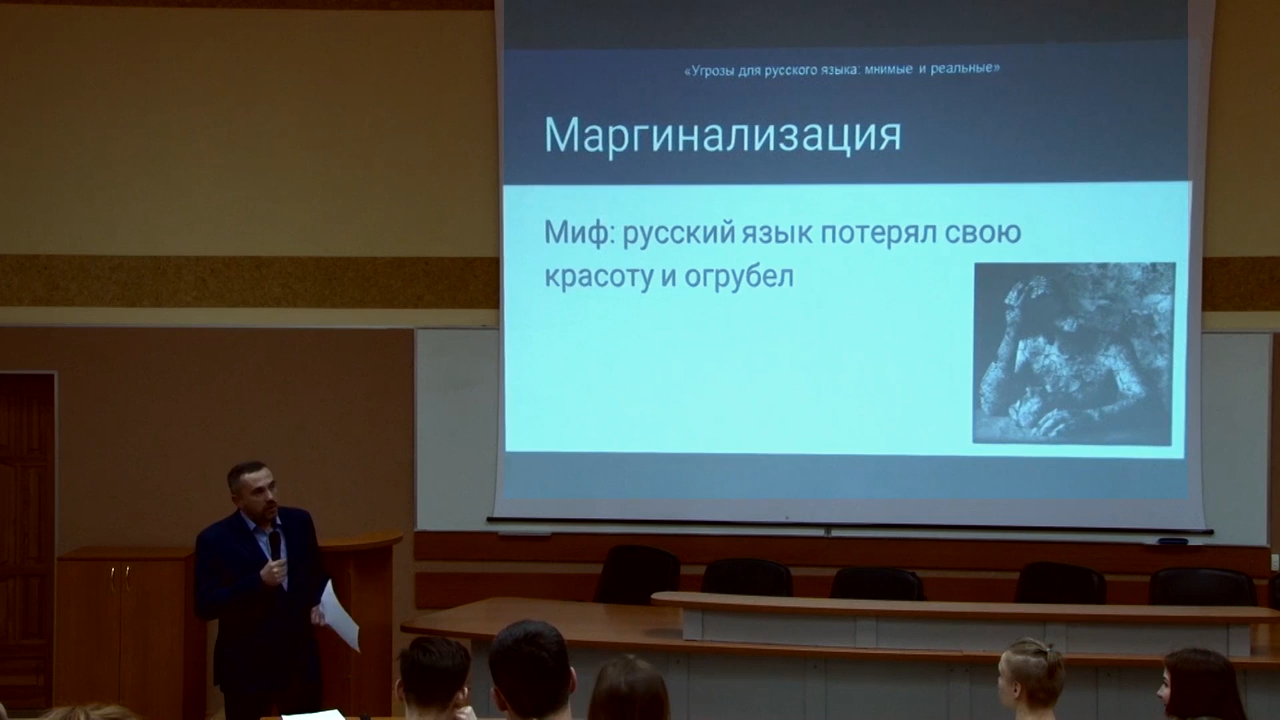 «Угрозы для русского языка: мнимые и реальные»
Маргинализация
Миф: русский язык потерял свою
красоту и огрубел